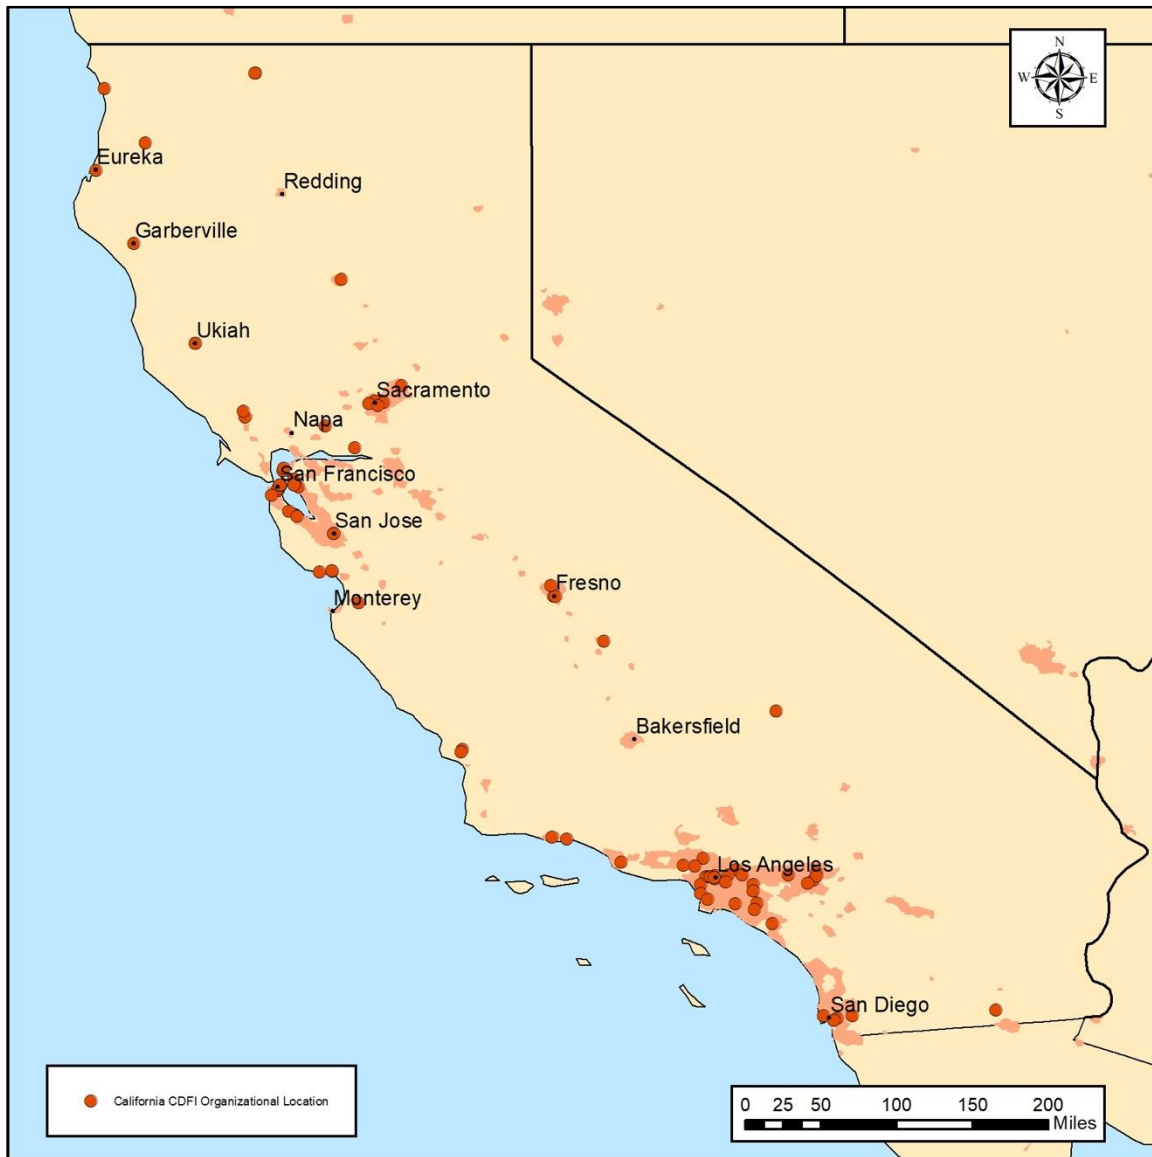 N
W E
S
Eureka
Redding
Garberville
Ukiah
Sacramento
Napa
San Francisco
San Jose
Fresno
Monterey
Bakersfield
Los Angeles
San Diego
California CDFI Organizational Location
0 25 50 100 150 200
Miles